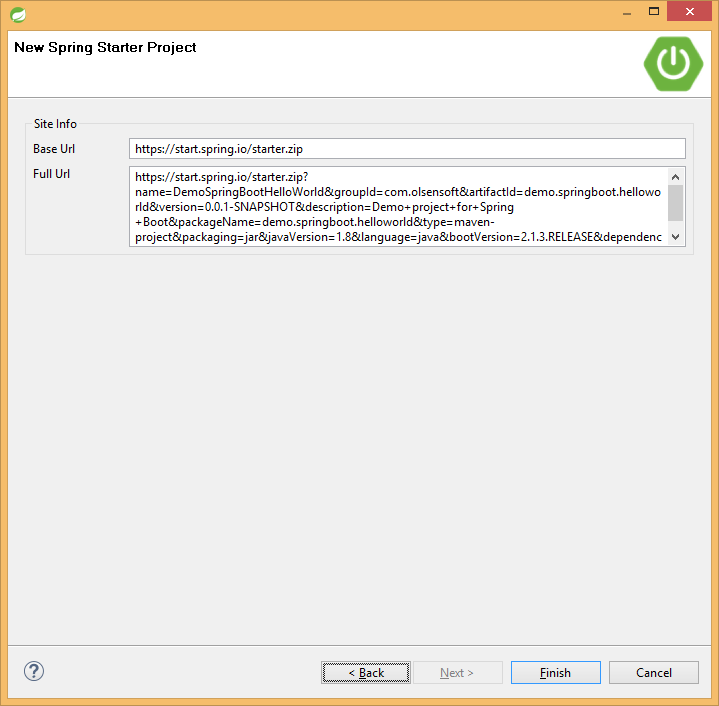 New Spring Starter Project
Site Info
Base Url
https://start.spring.io/starter.zip
Full Url
https://start.spring.io/starter.zip?
name=DemoSpringBootHelloWorld&groupId=com.olsensoft&artifactId=demo.springboot.hellowo
rld&version=0.0.1-SNAPSHOT&description=Demo+project+for+Spring
+Boot&packageName=demo.springboot.helloworld&type=maven-
project&packaging=jar&javaVersion=1.8&language=java&bootVersion=2.1.3.RELEASE&dependenc
?
< Back
Next >
Finish
Cancel